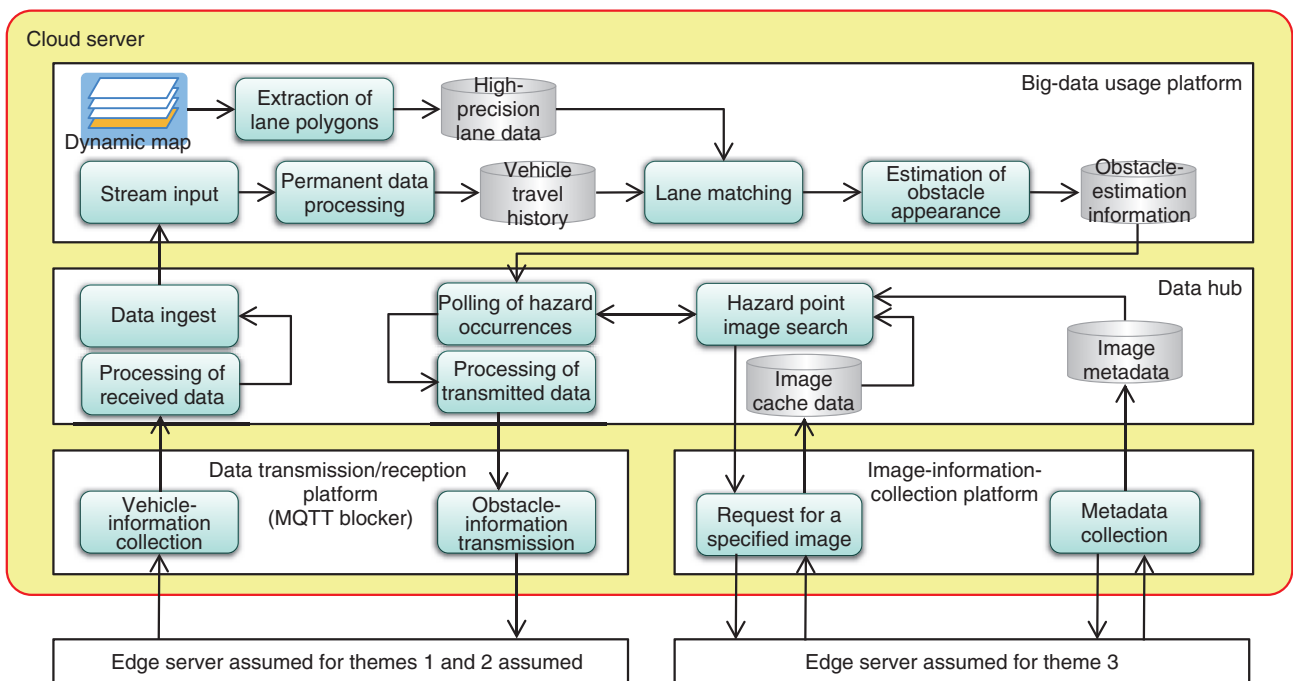 Cloud server
Big-data usage platform
Dynamic map
Extraction of
lane polygons
High-
precision
lane data
Stream input
Permanent data
processing
Vehicle
travel
history
Lane matching
Estimation of
obstacle
appearance
Obstacle-
estimation
information
Data hub
Data ingest
Processing of
received data
Polling of hazard
occurrences
Processing of
transmitted data
Hazard point
image search
Image
cache data
Image
metadata
Data transmission/reception
platform
(MQTT blocker)
Vehicle-
information
collection
Obstacle-
information
transmission
Image-information-
collection platform
Request for a
specified image
Metadata
collection
Edge server assumed for themes 1 and 2 assumed
Edge server assumed for theme 3